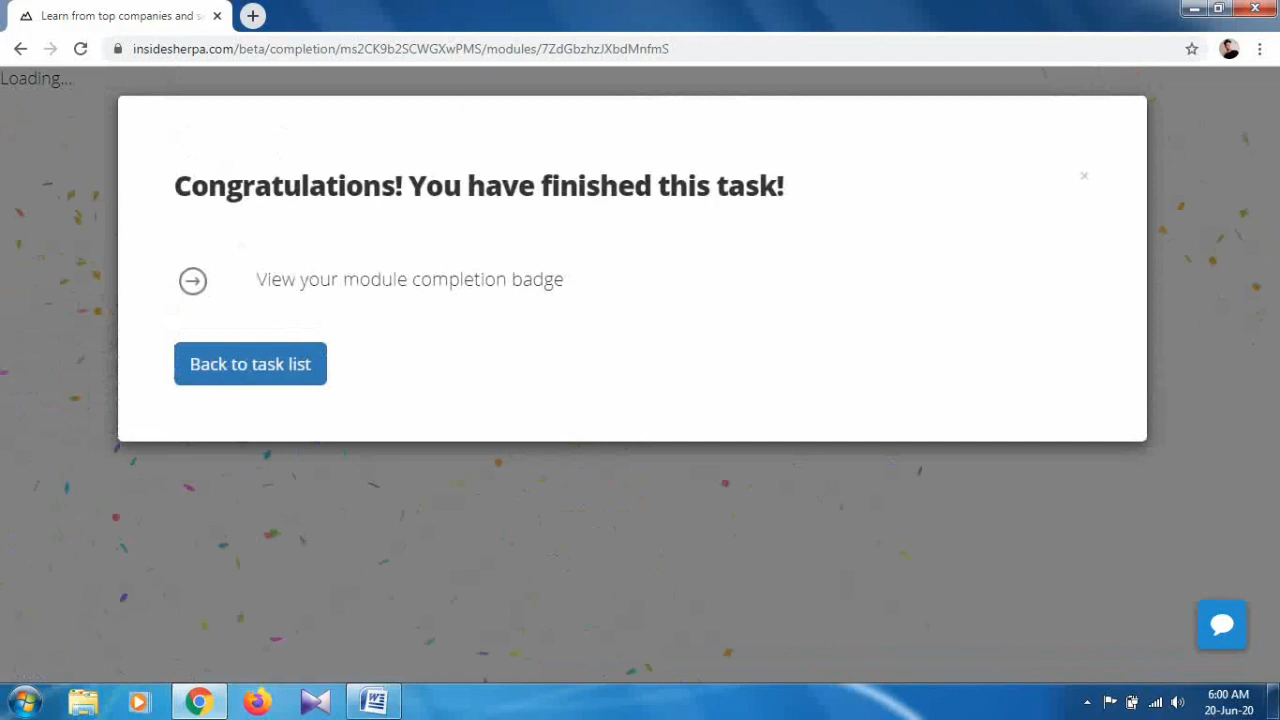 Learn from top companies and s
insidesherpa.com/beta/completion/ms2CK9b2SCWGXwPMS/modules/7ZdGbzhzJXbdMnfmS
Loading...
Congratulations! You have finished this task!
×
View your module completion badge
Back to task list
6:00 AM
20-Jun-20